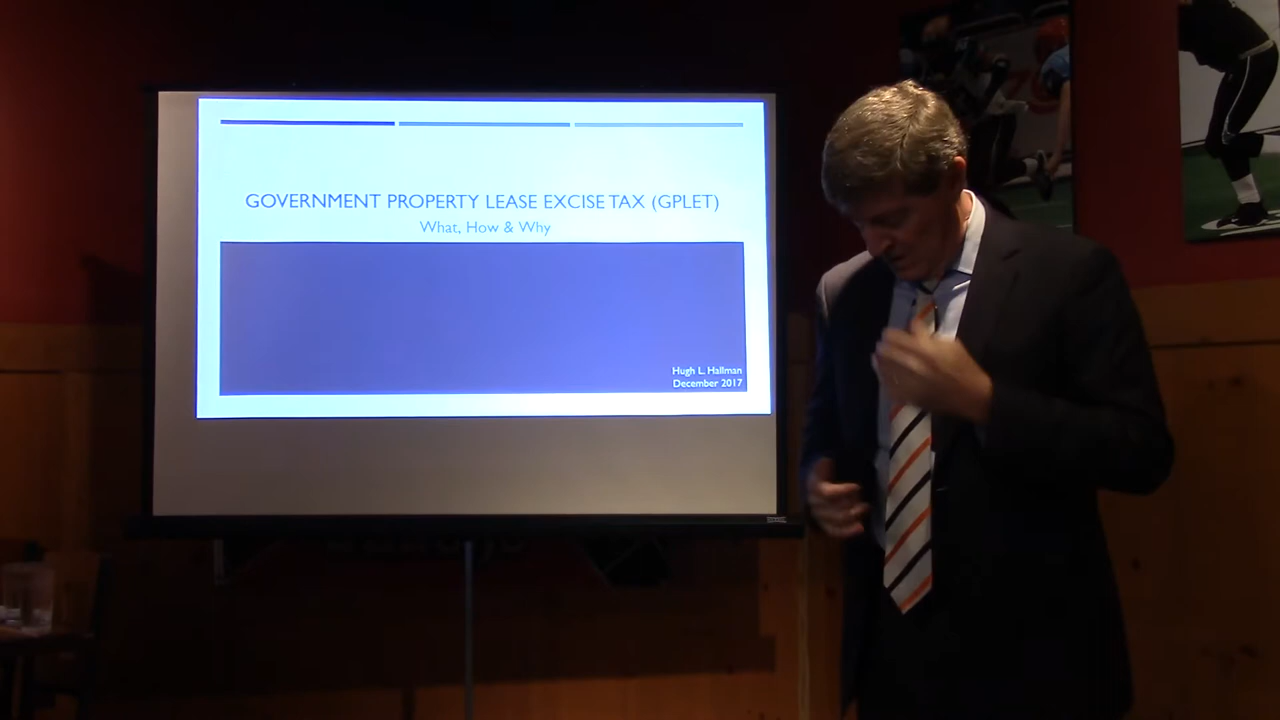 GOVERNMENT PROPERTY LEASE EXCISE TAX (GPLET)
What, How & Why
Hugh L. Hallman
December 2017